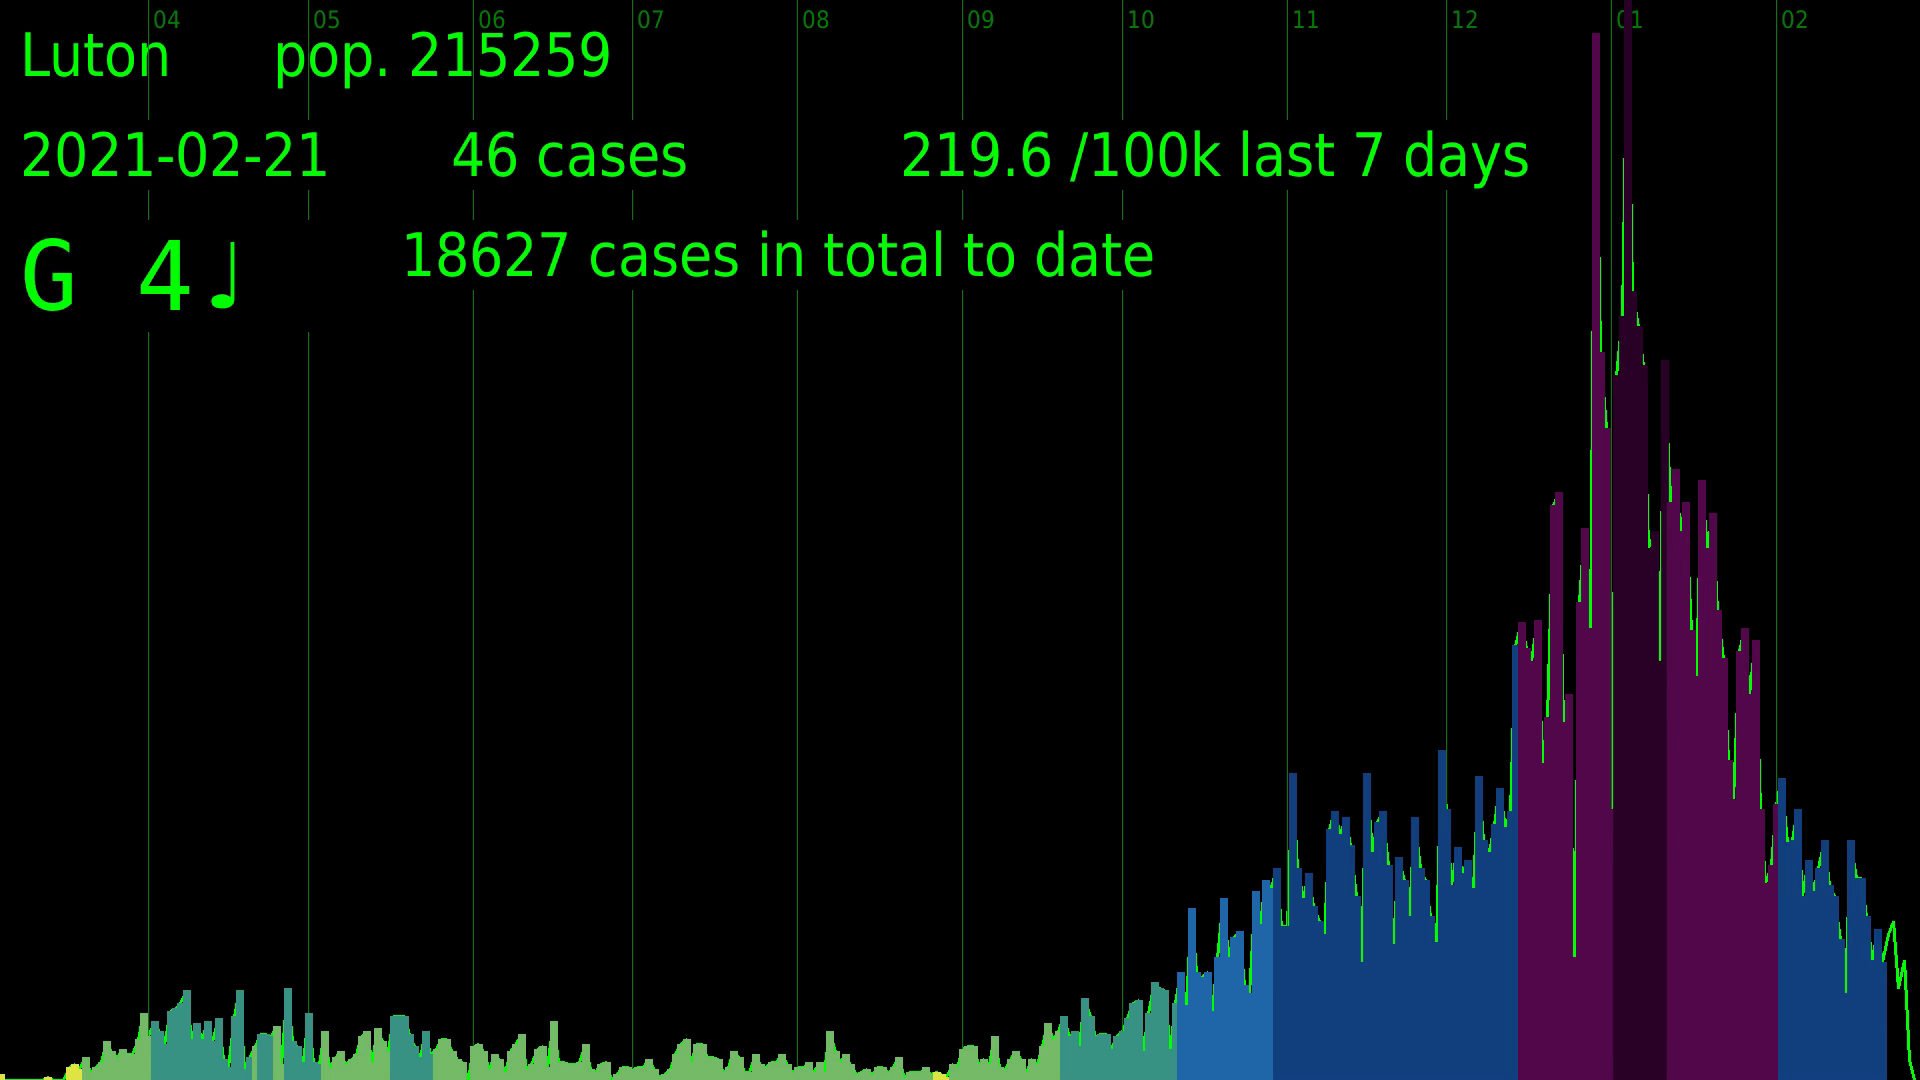 04 05 06 07 08 09 10 11 12 01 02
Luton pop. 215259
2021-02-21 46 cases 219.6 /100k last 7 days
G 4♩ 18627 cases in total to date